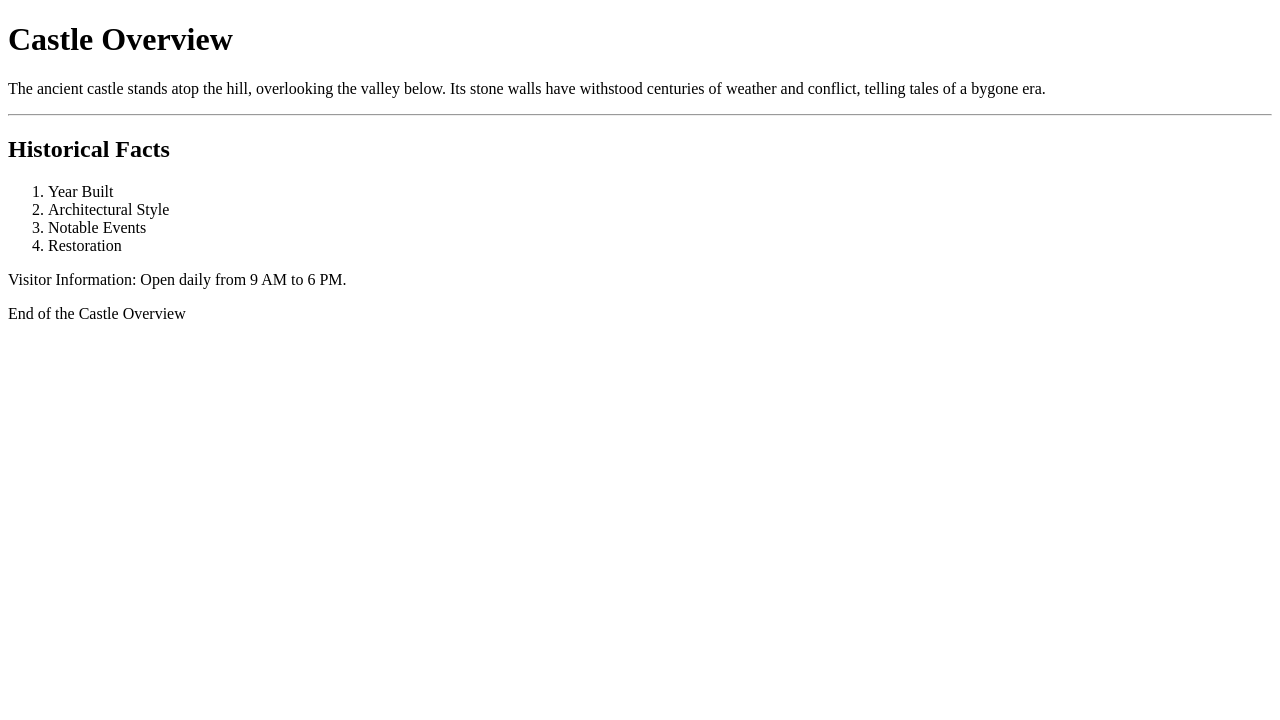 Castle Overview
The ancient castle stands atop the hill, overlooking the valley below. Its stone walls have withstood centuries of weather and conflict, telling tales of a bygone era.
Historical Facts
1. Year Built
2. Architectural Style
3. Notable Events
4. Restoration
Visitor Information: Open daily from 9 AM to 6 PM.
End of the Castle Overview